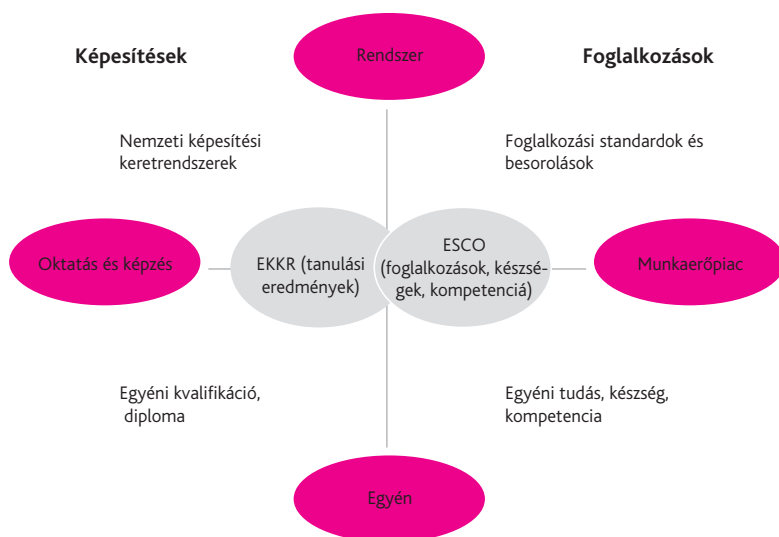 Képesítések
Rendszer
Foglalkozások
Nemzeti képesítési
keretrendszerek
Foglalkozási standardok és
besorolások
Oktatás és képzés
EKKR (tanulási
eredmények)
ESCO
(foglalkozások, készsé-
gek, kompetenciá)
Munkaerőpiac
Egyéni kvalifikáció,
diploma
Egyéni tudás, készség,
kompetencia
Egyén